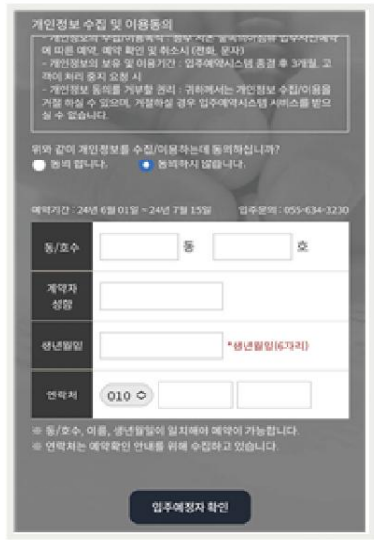 개인정보 수집 및 이용동의
에 따른 예약, 예약 확인 및 취소시 (전화, 문자)
- 개인정보의 보유 및 이용기간 : 입주예약시스템 종결 후 3개월, 고
객이 처리 중지 요청 시
- 개인정보 동의를 거부할 권리 : 귀하께서는 개인정보 수집/이용을
거절 하실 수 있으며, 거절하실 경우 입주예약시스템 서비스를 받으
실 수 없습니다.
위와 같이 개인정보를 수집/이용하는데 동의하십니까?
동의 합니다. 동의하지 않습니다.
예약기간 : 24년 6월 01일 ~ 24년 7월 15일 입주문의 : 055-634-3230
동/호수 동 호
계약자
성함
생년월일 *생년월일(6자리)
연락처 010
※ 동/호수, 이름, 생년월일이 일치해야 예약이 가능합니다.
※ 연락처는 예약확인 안내를 위해 수집하고 있습니다.
입주예정자 확인